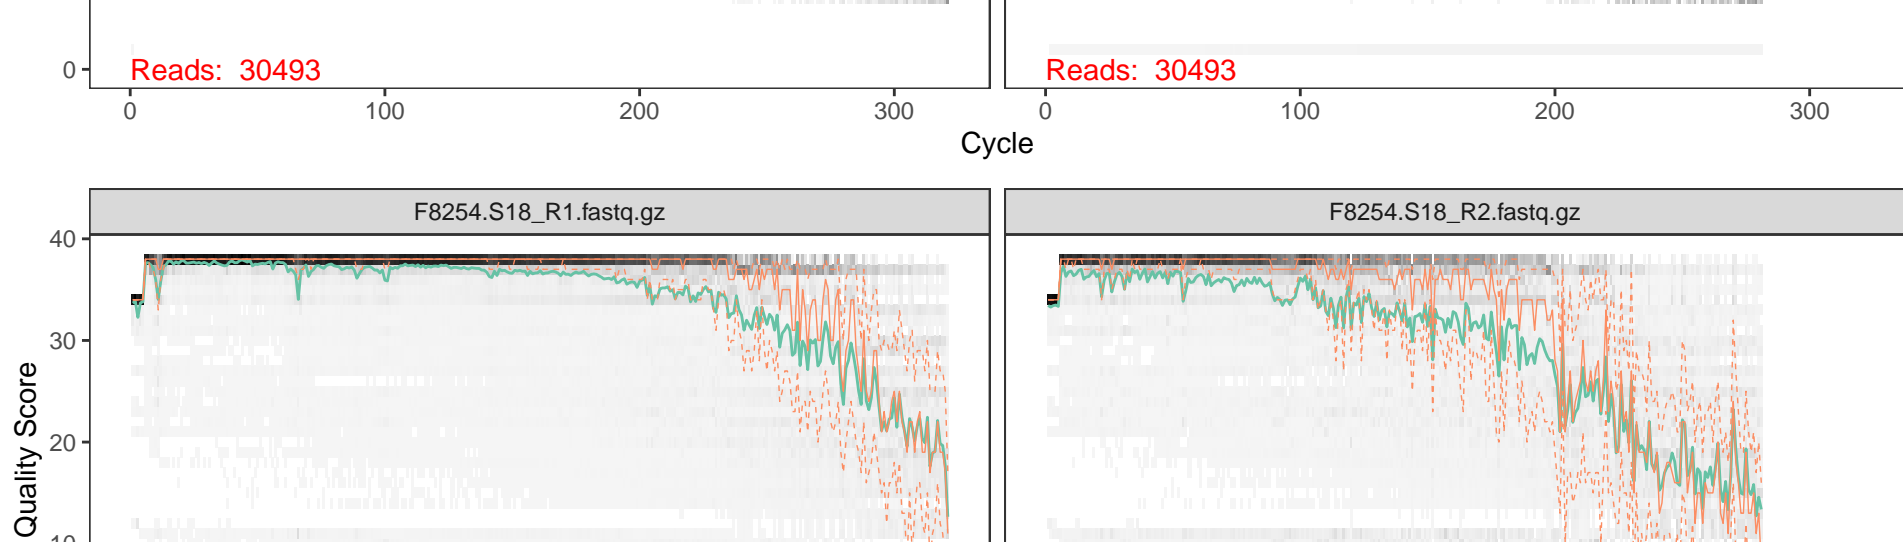 0
Reads: 30493
Reads: 30493
0 100 200 300
0 100 200 300
Cycle
F8254.S18_R1.fastq.gz
F8254.S18_R2.fastq.gz
40
30
20
10
Quality Score